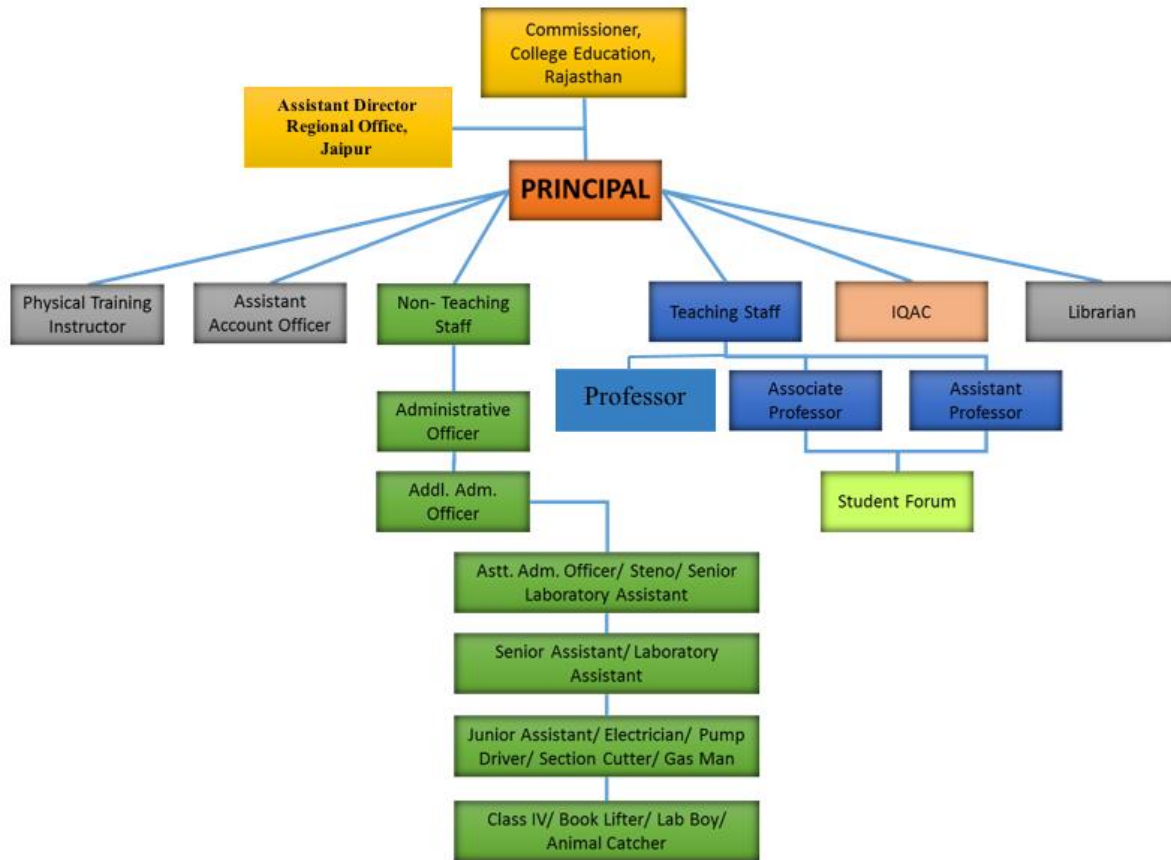 Commissioner,
College Education,
Rajasthan
Assistant Director
Regional Office,
Jaipur
PRINCIPAL
Physical Training
Instructor
Assistant
Account Officer
Non- Teaching
Staff
Teaching Staff
IQAC
Librarian
Professor
Associate
Professor
Assistant
Professor
Administrative
Officer
Addl. Adm.
Officer
Student Forum
Astt. Adm. Officer/ Steno/ Senior
Laboratory Assistant
Senior Assistant/ Laboratory
Assistant
Junior Assistant/ Electrician/ Pump
Driver/ Section Cutter/ Gas Man
Class IV/ Book Lifter/ Lab Boy/
Animal Catcher